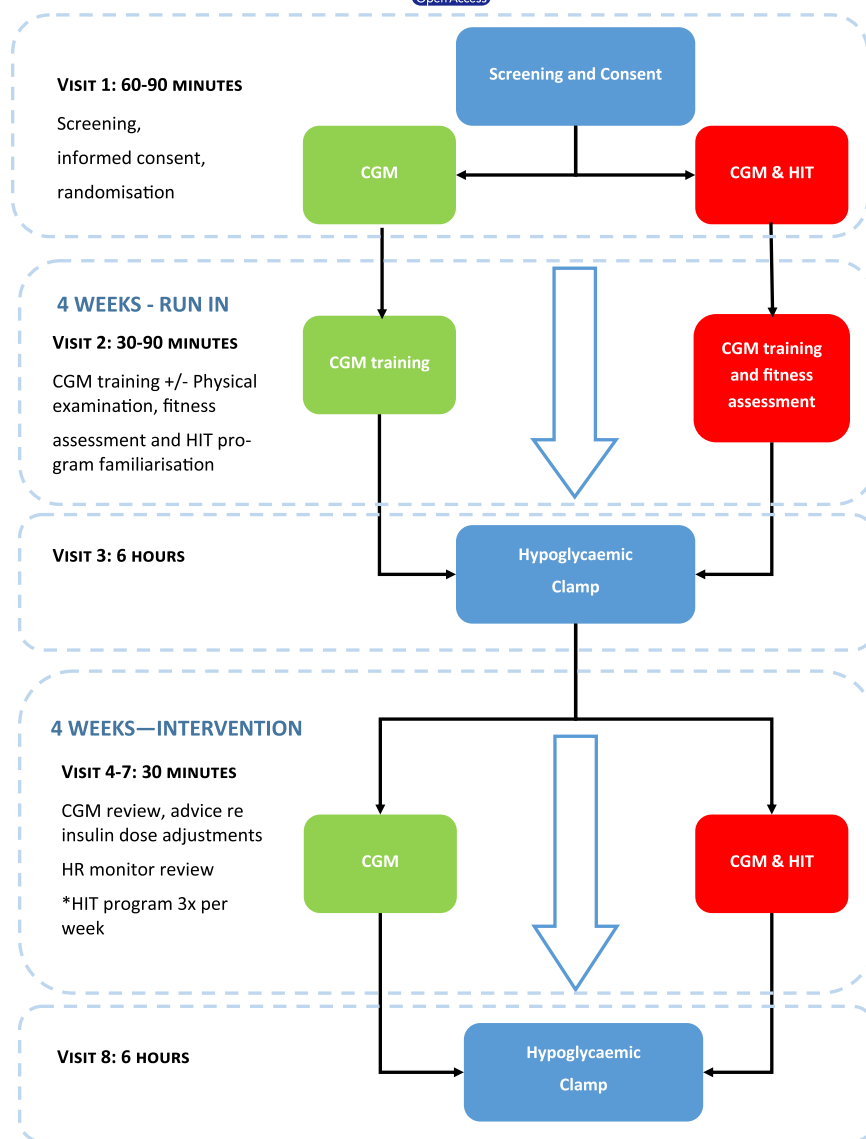 Open Access
VISIT 1: 60-90 MINUTES
Screening,
informed consent,
randomisation
Screening and Consent
CGM
CGM & HIT
4 WEEKS - RUN IN
VISIT 2: 30-90 MINUTES
CGM training +/- Physical
examination, fitness
assessment and HIT pro-
gram familiarisation
CGM training
CGM training
and fitness
assessment
VISIT 3: 6 HOURS
Hypoglycaemic
Clamp
4 WEEKS—INTERVENTION
VISIT 4-7: 30 MINUTES
CGM review, advice re
insulin dose adjustments
HR monitor review
*HIT program 3x per
week
CGM
CGM & HIT
VISIT 8: 6 HOURS
Hypoglycaemic
Clamp